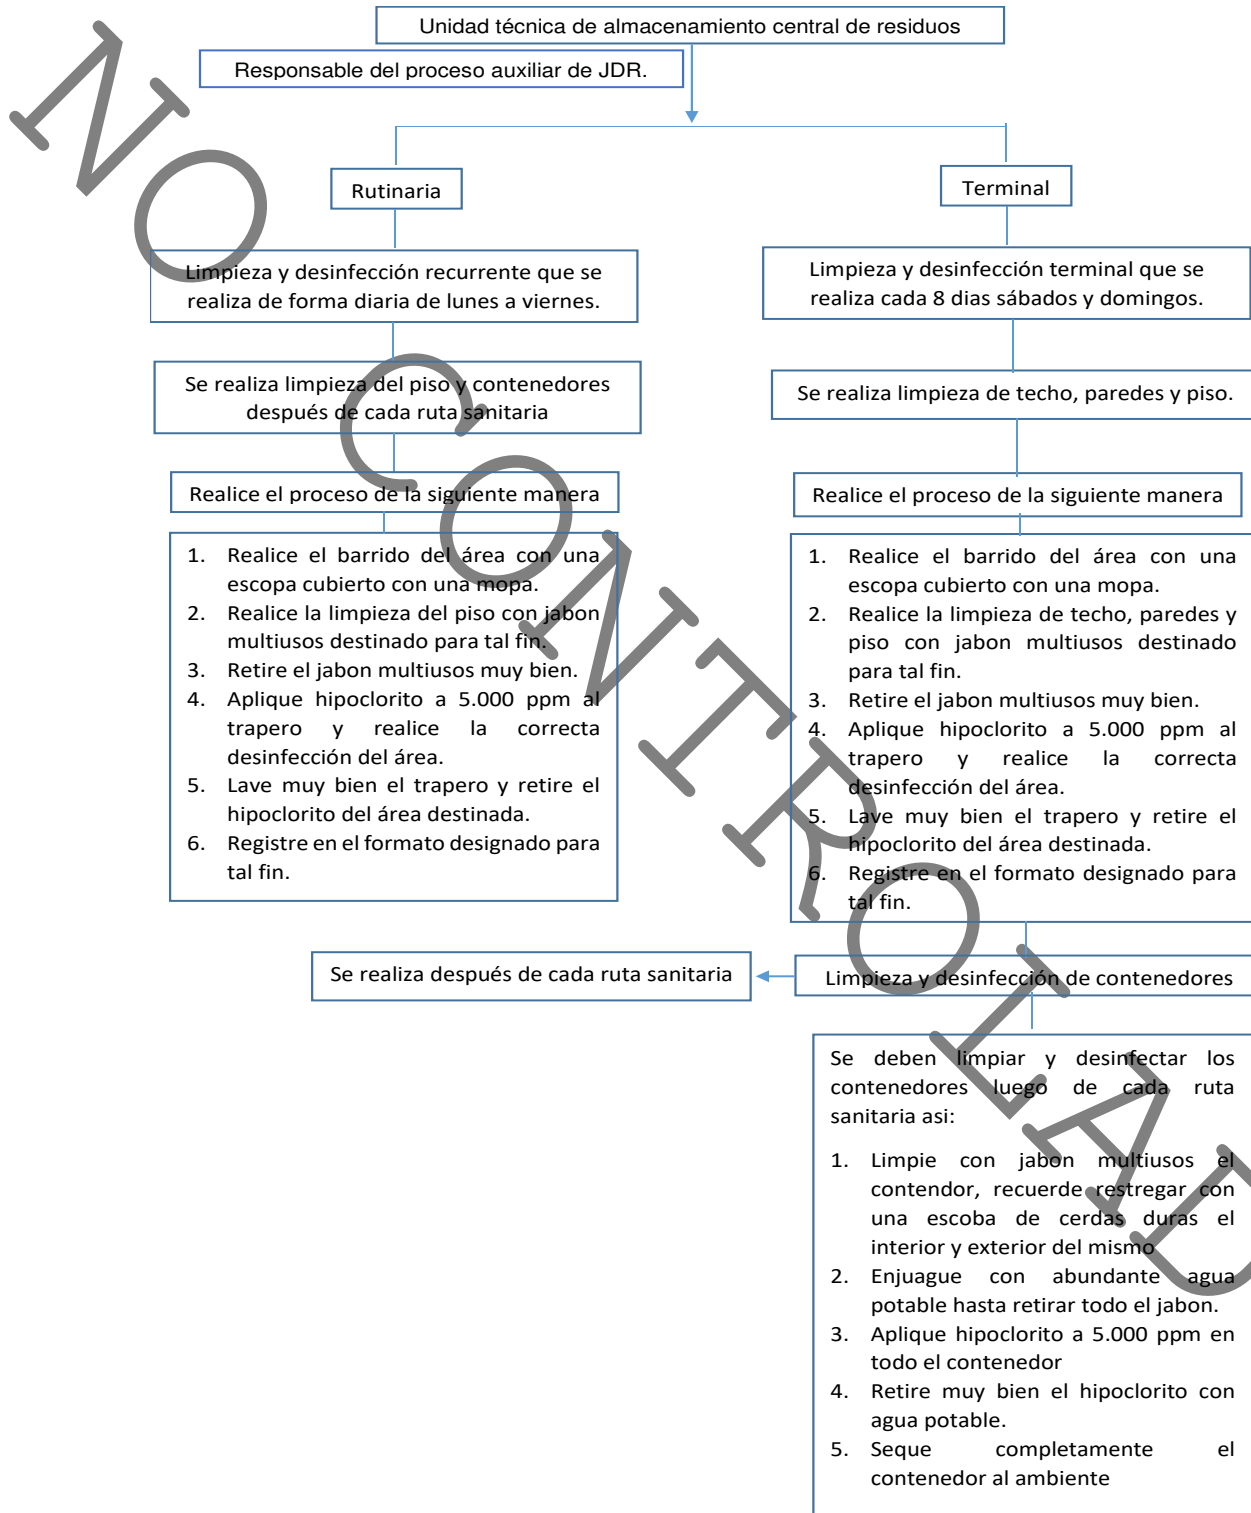 Unidad técnica de almacenamiento central de residuos
Responsable del proceso auxiliar de JDR.
Rutinaria
Limpieza y desinfección recurrente que se
realiza de forma diaria de lunes a viernes.
Se realiza limpieza del piso y contenedores
después de cada ruta sanitaria
Realice el proceso de la siguiente manera
1. Realice el barrido del área con una
escopa cubierto con una mopa.
2. Realice la limpieza del piso con jabon
multiusos destinado para tal fin.
3. Retire el jabon multiusos muy bien.
4. Aplique hipoclorito a 5.000 ppm al
trapero y realice la correcta
desinfección del área.
5. Lave muy bien el trapero y retire el
hipoclorito del área destinada.
6. Registre en el formato designado para
tal fin.
Terminal
Limpieza y desinfección terminal que se
realiza cada 8 dias sábados y domingos.
Se realiza limpieza de techo, paredes y piso.
Realice el proceso de la siguiente manera
1. Realice el barrido del área con una
escopa cubierto con una mopa.
2. Realice la limpieza de techo, paredes y
piso con jabon multiusos destinado
para tal fin.
3. Retire el jabon multiusos muy bien.
4. Aplique hipoclorito a 5.000 ppm al
trapero y realice la correcta
desinfección del área.
5. Lave muy bien el trapero y retire el
hipoclorito del área destinada.
6. Registre en el formato designado para
tal fin.
Limpieza y desinfección de contenedores
Se realiza después de cada ruta sanitaria
Se deben limpiar y desinfectar los
contenedores luego de cada ruta
sanitaria asi:
1. Limpie con jabon multiusos el
contendor, recuerde restregar con
una escoba de cerdas duras el
interior y exterior del mismo
2. Enjuague con abundante agua
potable hasta retirar todo el jabon.
3. Aplique hipoclorito a 5.000 ppm en
todo el contenedor
4. Retire muy bien el hipoclorito con
agua potable.
5. Seque completamente el
contenedor al ambiente
NO CONTROLAD